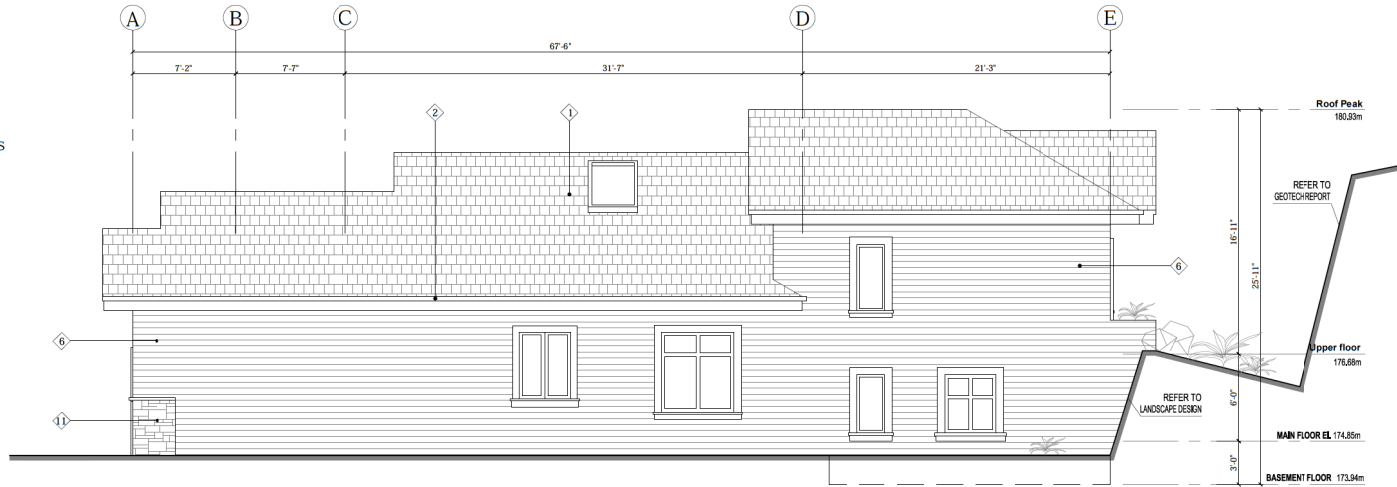 A B C D E
67'-6"
7'-2" 7'-7" 31'-7" 21'-3"
2 1
Roof Peak
180.93m
S
REFER TO
GEOTECH REPORT
16'-11"
25'-11"
6
6
Upper floor
176.68m
REFER TO
LANDSCAPE DESIGN
6'-0"
11
MAIN FLOOR EL 174.85m
3'-0"
BASEMENT FLOOR 173.94m